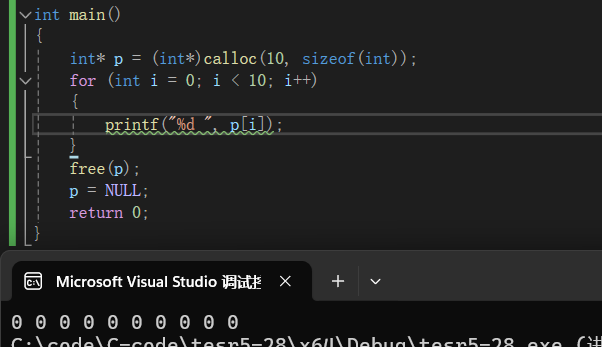 int main()
{
int* p = (int*)calloc(10, sizeof(int));
for (int i = 0; i < 10; i++)
{
printf("%d ", p[i]);
}
free(p);
p = NULL;
return 0;
}
Microsoft Visual Studio 调试
0 0 0 0 0 0 0 0 0 0
C:\code\C-code\tesr5-28\x64\Debug\tesr5-28.exe (进